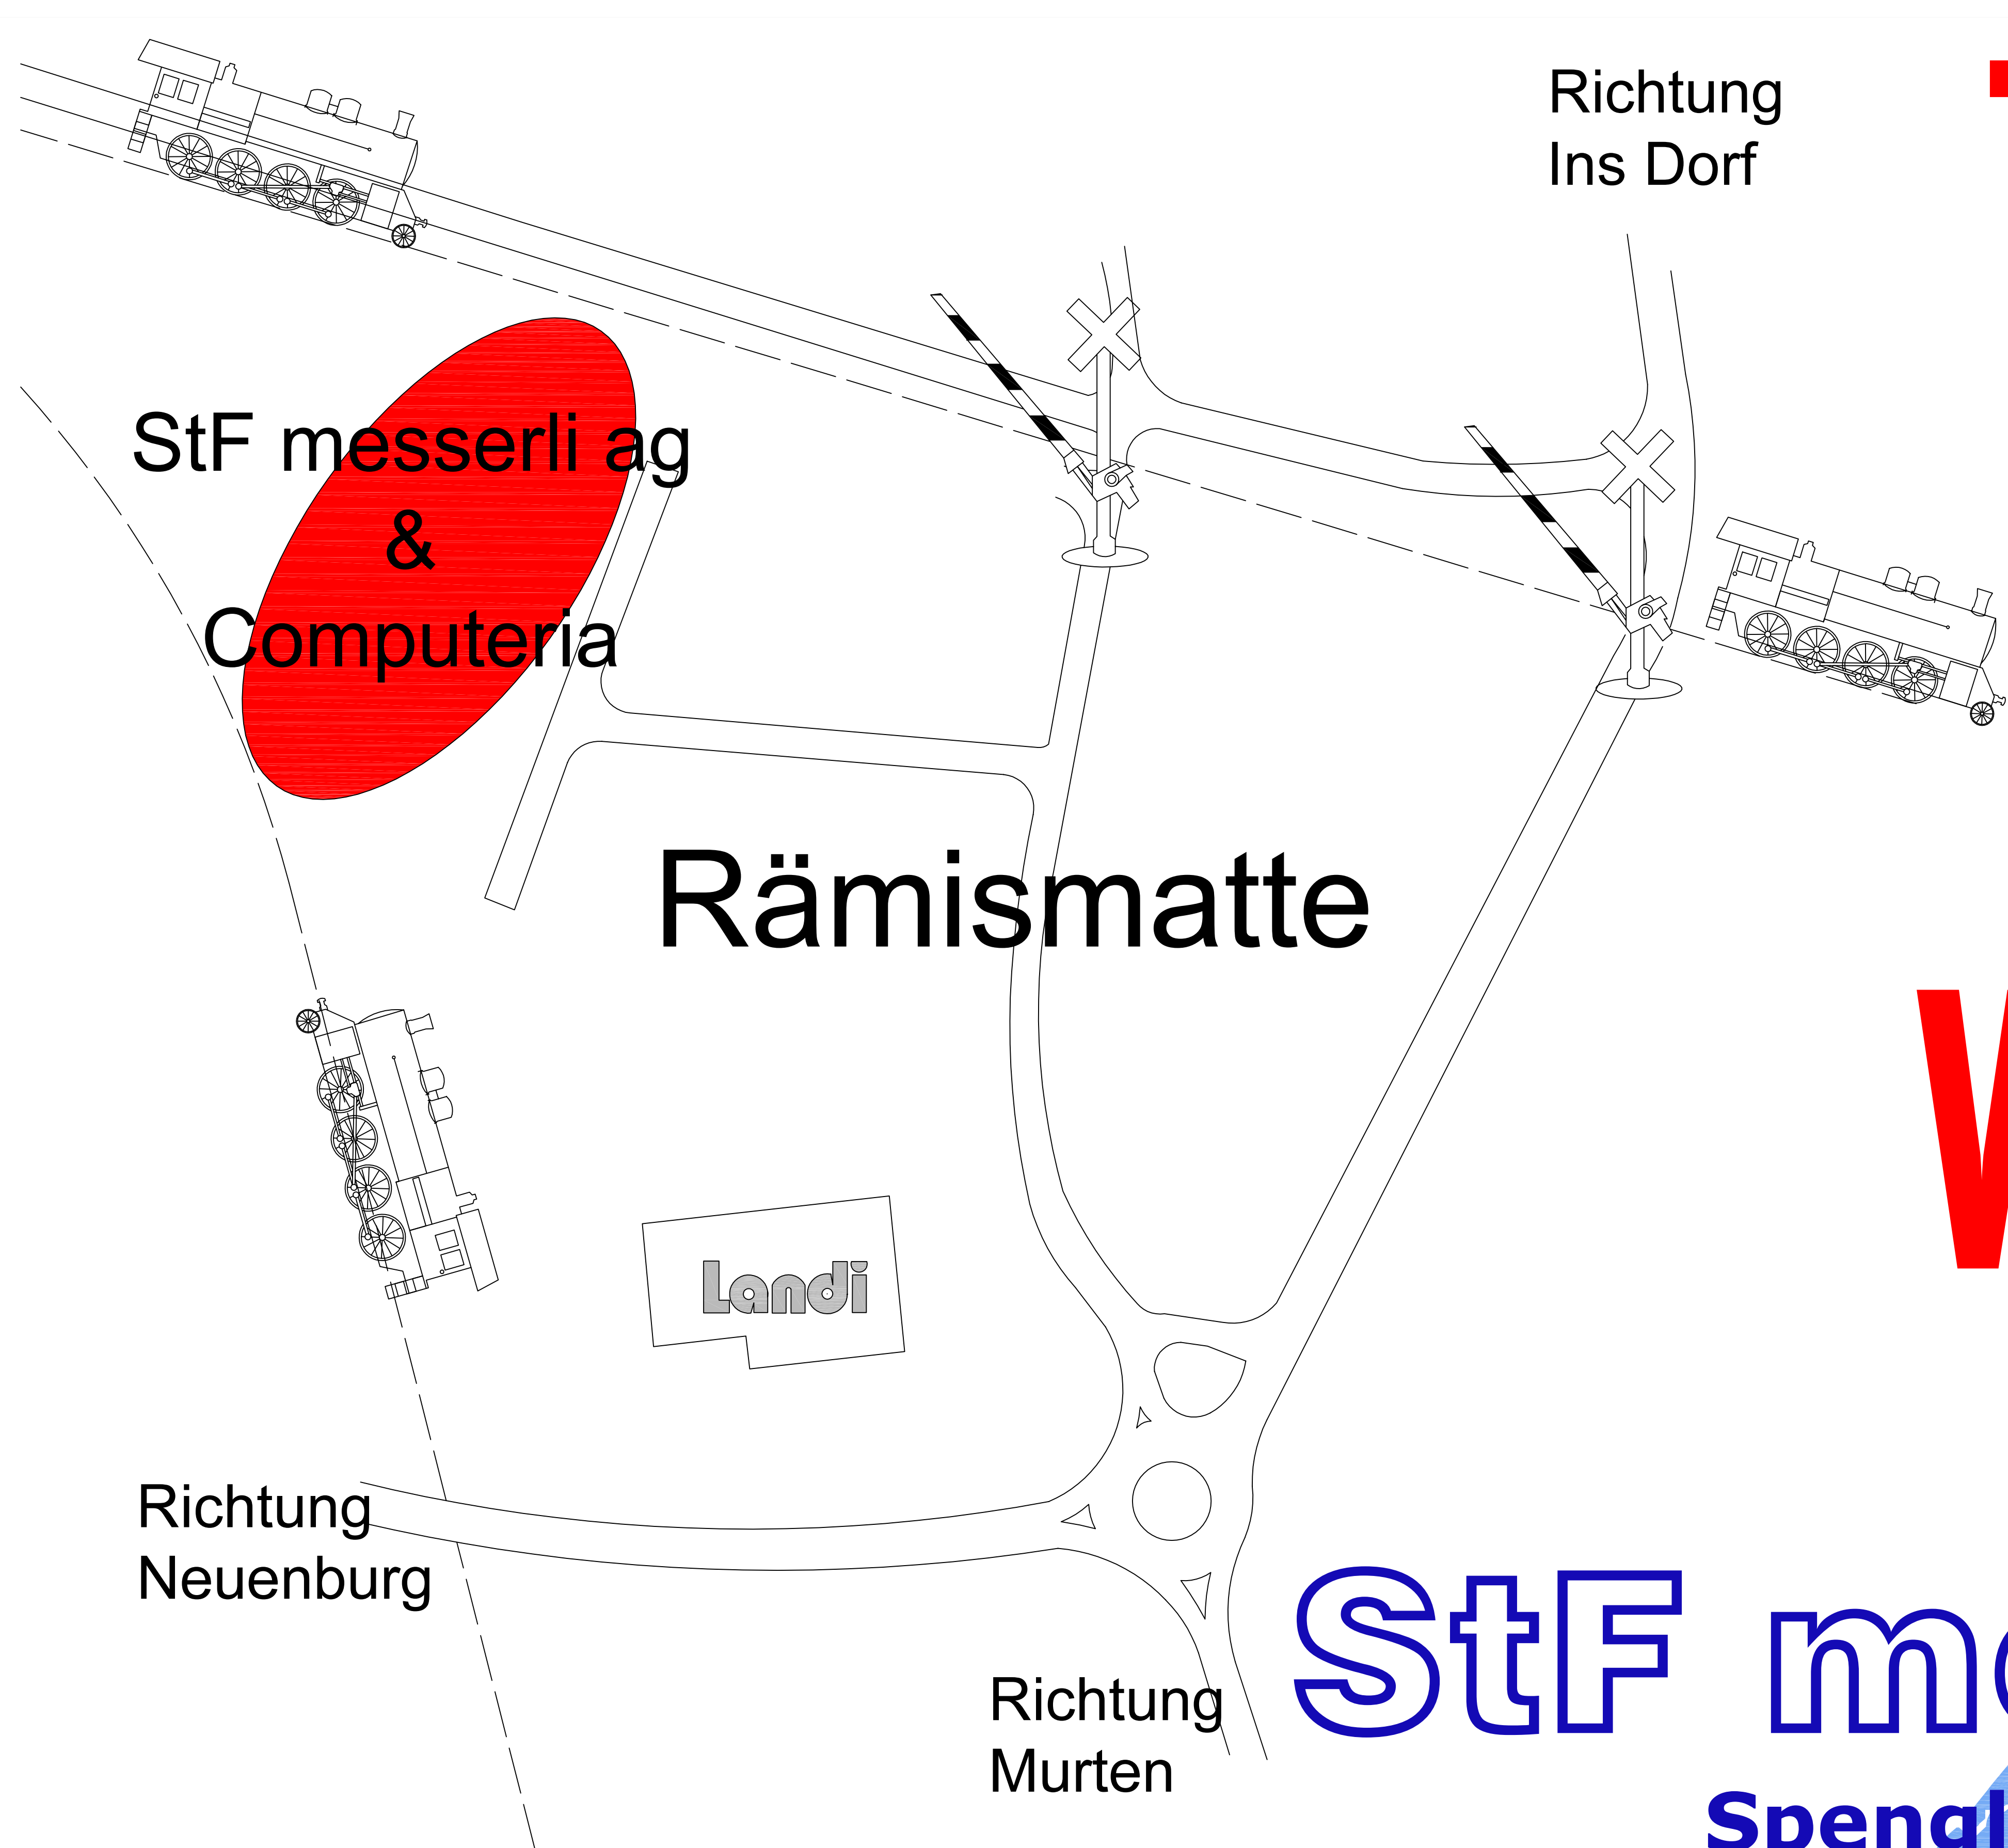 Richtung
Ins Dorf
StF messerli ag
&
Computeria
Rämismatte
Landi
Richtung
Neuenburg
Richtung
Murten
StF